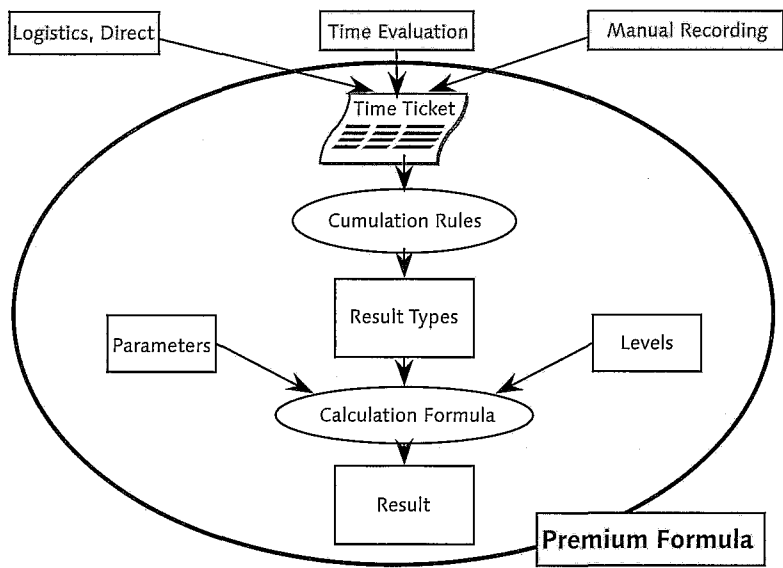 Logistics, Direct
Time Evaluation
Manual Recording
Time Ticket
Cumulation Rules
Result Types
Parameters
Levels
Calculation Formula
Result
Premium Formula